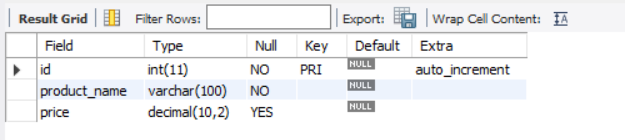 Result Grid Filter Rows: Export: Wrap Cell Content: IA
Field Type Null Key Default Extra
id int(11) NO PRI NULL auto_increment
product_name varchar(100) NO NULL
price decimal(10,2) YES NULL